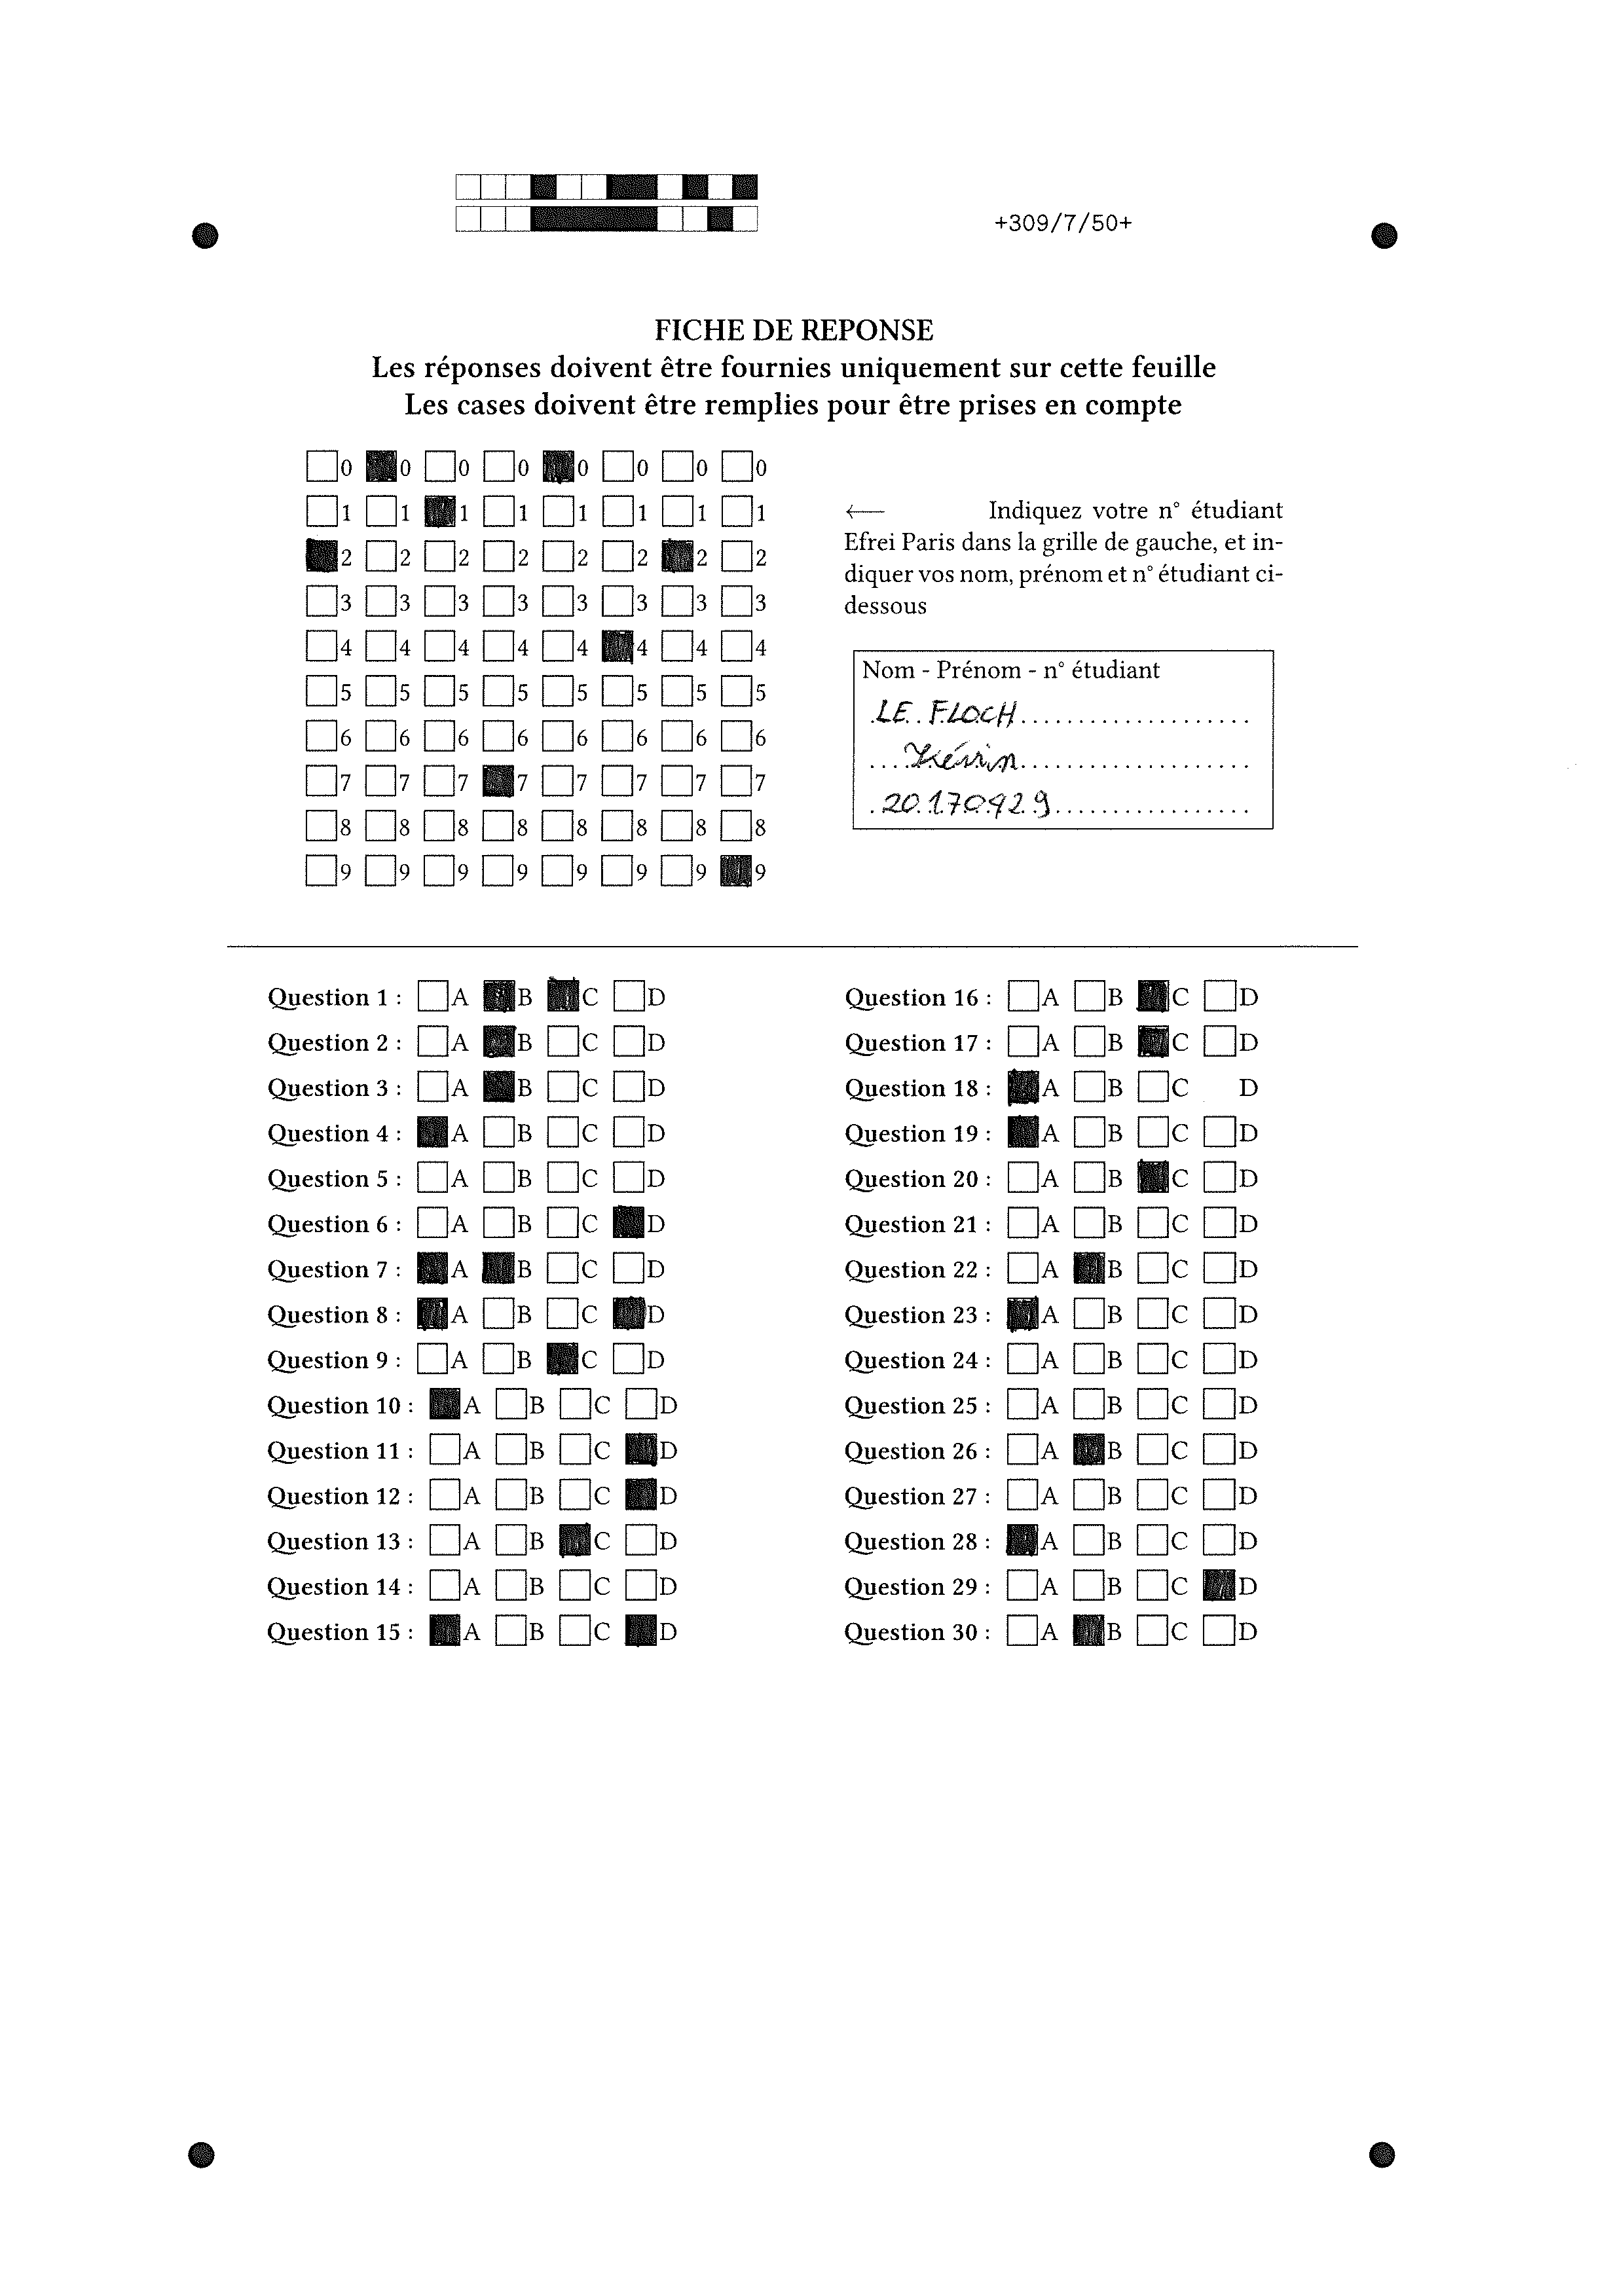 +309/7/50+
FICHE DE REPONSE
Les réponses doivent être fournies uniquement sur cette feuille
Les cases doivent être remplies pour être prises en compte
0 0 0 0 0 0 0 0
1 1 1 1 1 1 1 1
2 2 2 2 2 2 2 2
3 3 3 3 3 3 3 3
4 4 4 4 4 4 4 4
5 5 5 5 5 5 5 5
6 6 6 6 6 6 6 6
7 7 7 7 7 7 7 7
8 8 8 8 8 8 8 8
9 9 9 9 9 9 9 9
← Indiquez votre n° étudiant
Efrei Paris dans la grille de gauche, et in-
diquer vos nom, prénom et n° étudiant ci-
dessous
Nom - Prénom - n° étudiant
LE FLOCH
Kévin
20170429
Question 1 : A B C D
Question 2 : A B C D
Question 3 : A B C D
Question 4 : A B C D
Question 5 : A B C D
Question 6 : A B C D
Question 7 : A B C D
Question 8 : A B C D
Question 9 : A B C D
Question 10 : A B C D
Question 11 : A B C D
Question 12 : A B C D
Question 13 : A B C D
Question 14 : A B C D
Question 15 : A B C D
Question 16 : A B C D
Question 17 : A B C D
Question 18 : A B C D
Question 19 : A B C D
Question 20 : A B C D
Question 21 : A B C D
Question 22 : A B C D
Question 23 : A B C D
Question 24 : A B C D
Question 25 : A B C D
Question 26 : A B C D
Question 27 : A B C D
Question 28 : A B C D
Question 29 : A B C D
Question 30 : A B C D